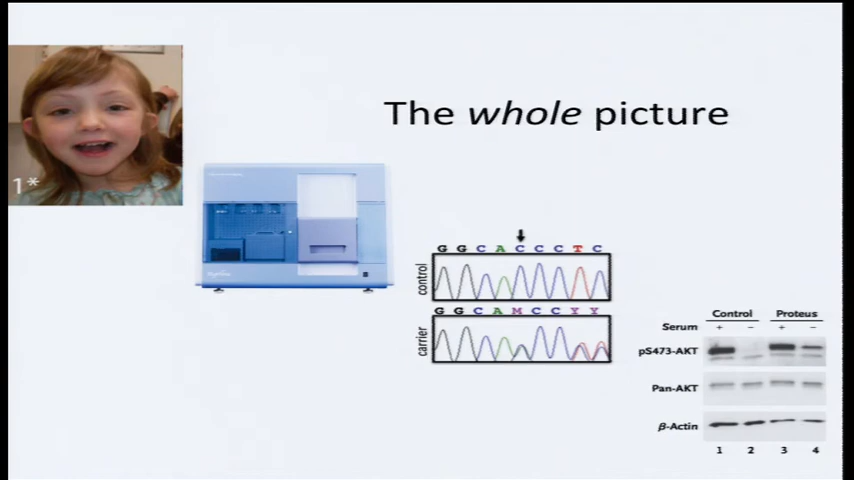 The whole picture
1*
G G C A C C C T C
control
G G C A M C C Y Y
carrier
Control Proteus
Serum + − + −
pS473-AKT
Pan-AKT
β-Actin
1 2 3 4